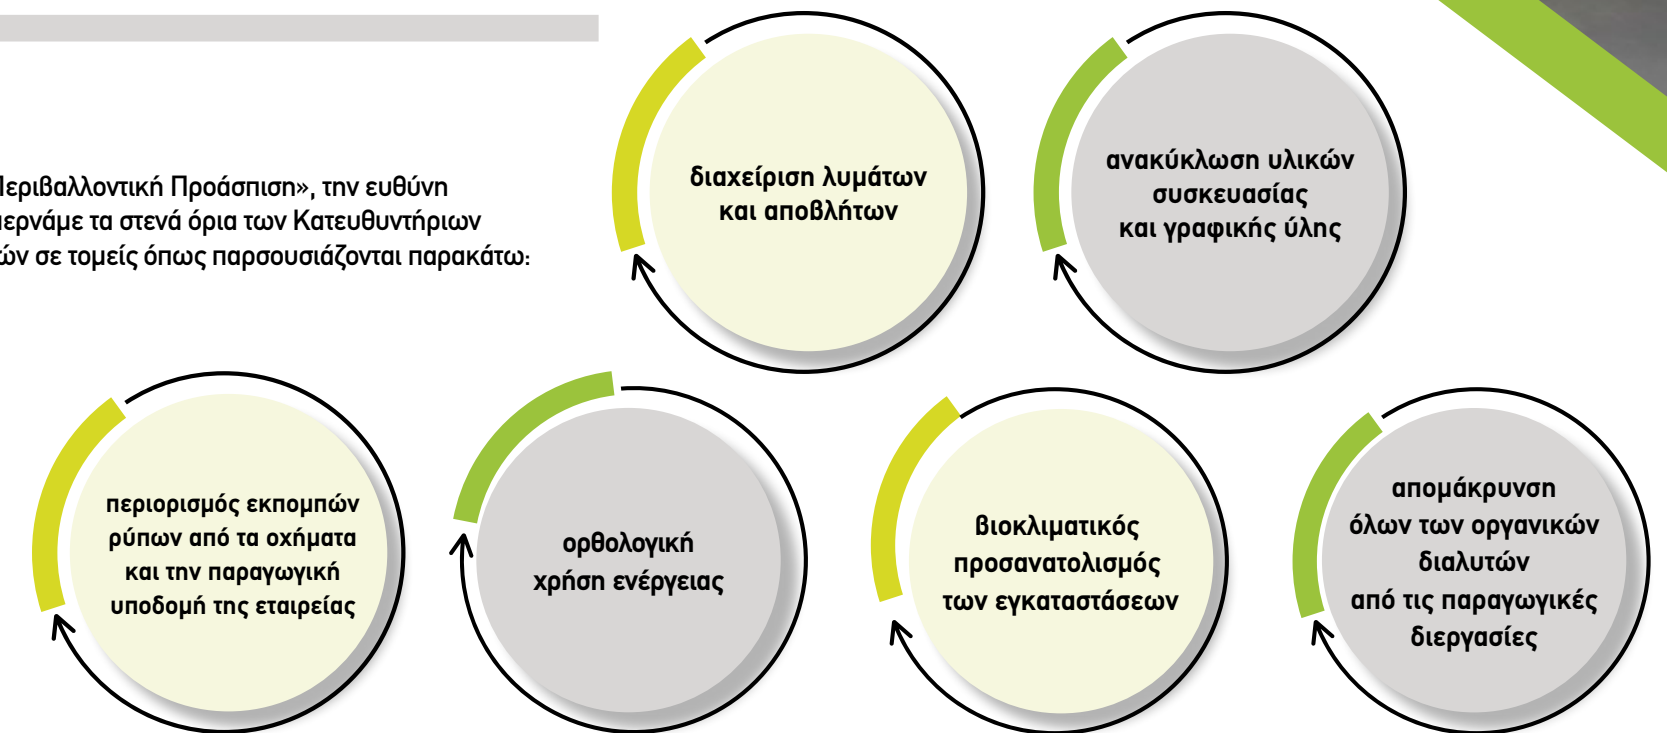 Περιβαλλοντική Προάσπιση», την ευθύνη
περνάμε τα στενά όρια των Κατευθυντήριων
ών σε τομείς όπως παρσουσιάζονται παρακάτω:
διαχείριση λυμάτων
και αποβλήτων
ανακύκλωση υλικών
συσκευασίας
και γραφικής ύλης
περιορισμός εκπομπών
ρύπων από τα οχήματα
και την παραγωγική
υποδομή της εταιρείας
ορθολογική
χρήση ενέργειας
βιοκλιματικός
προσανατολισμός
των εγκαταστάσεων
απομάκρυνση
όλων των οργανικών
διαλυτών
από τις παραγωγικές
διεργασίες